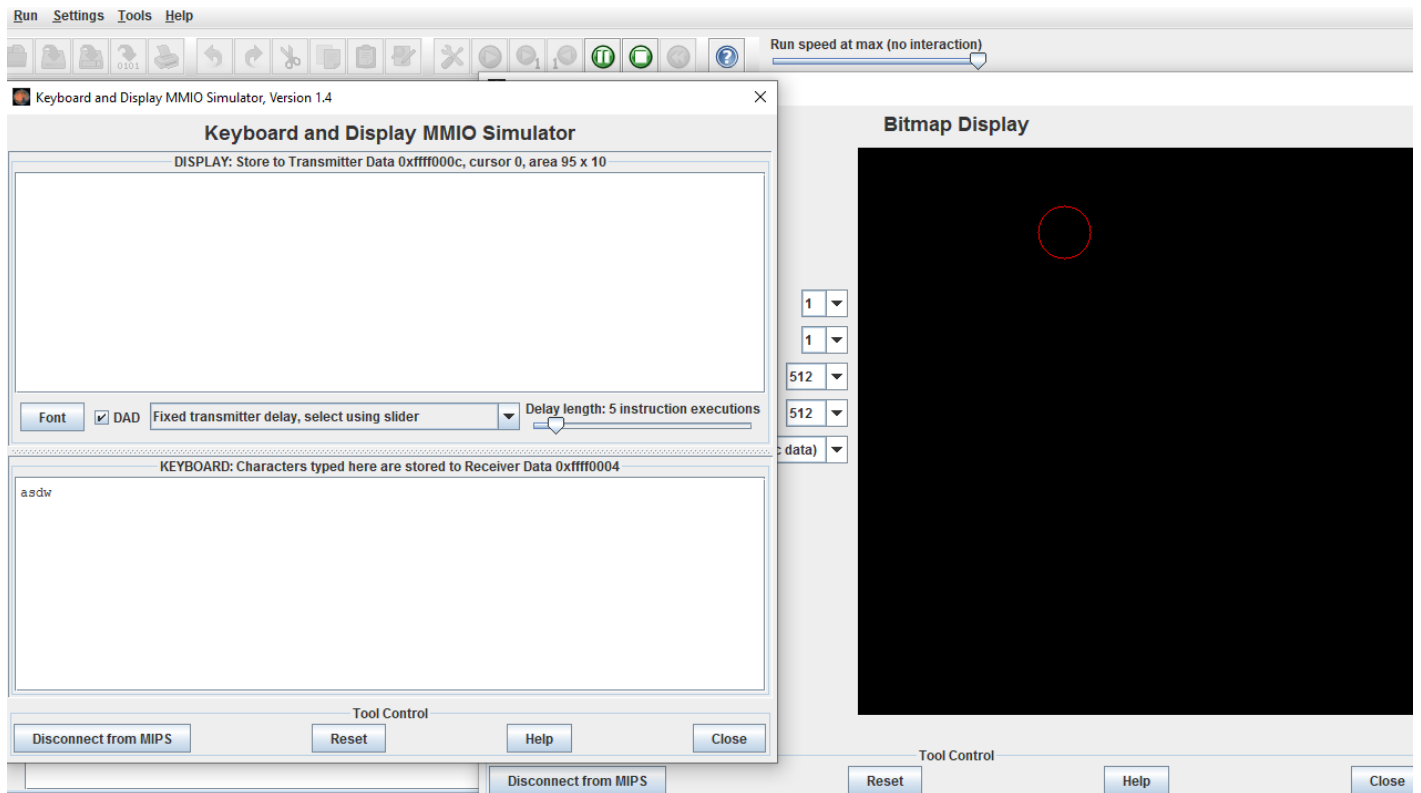 Run Settings Tools Help
Run speed at max (no interaction)
Keyboard and Display MMIO Simulator, Version 1.4
Keyboard and Display MMIO Simulator
DISPLAY: Store to Transmitter Data 0xffff000c, cursor 0, area 95 x 10
Font
DAD
Fixed transmitter delay, select using slider
Delay length: 5 instruction executions
KEYBOARD: Characters typed here are stored to Receiver Data 0xffff0004
asdw
Tool Control
Disconnect from MIPS
Reset
Help
Close
Bitmap Display
1
1
512
512
data)
Tool Control
Disconnect from MIPS
Reset
Help
Close